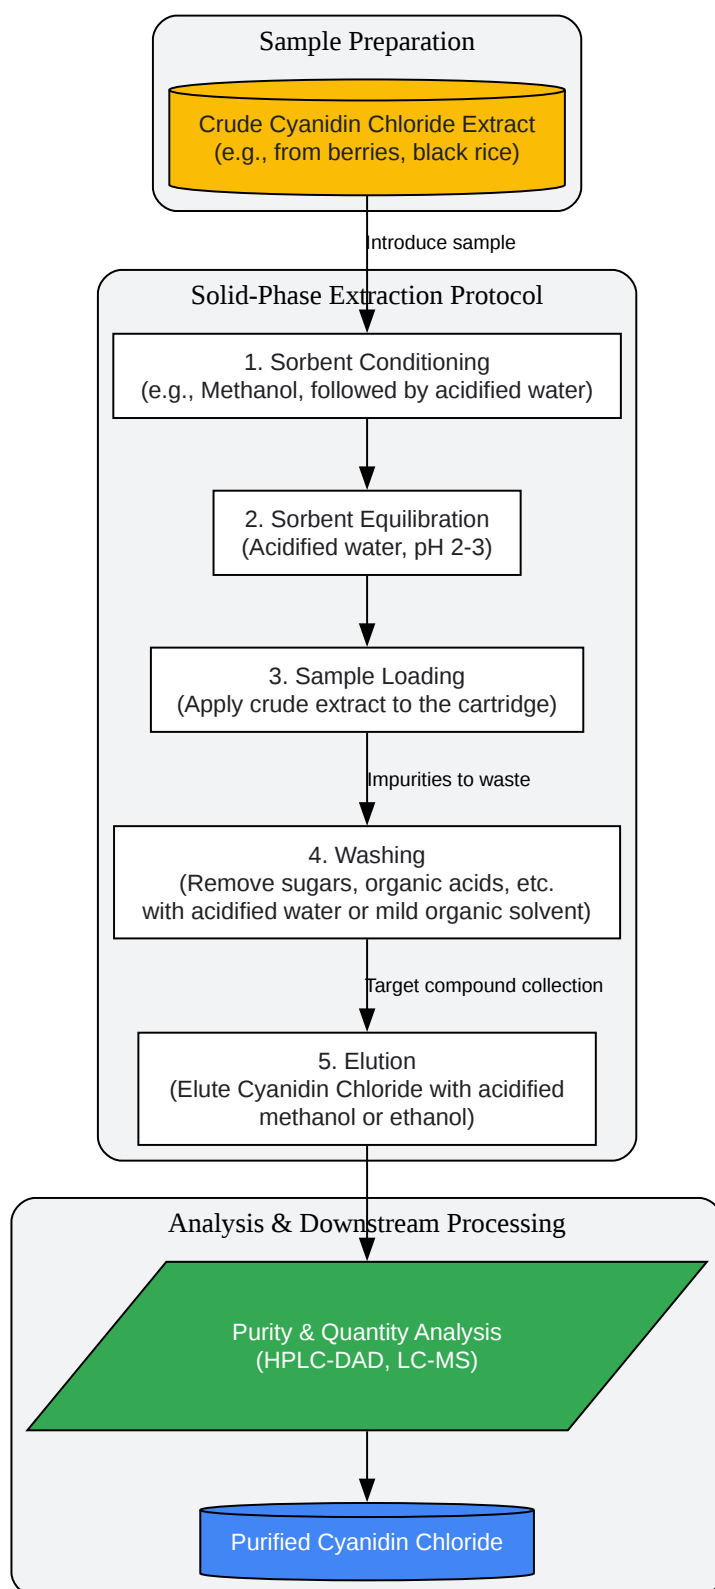 Sample Preparation
Crude Cyanidin Chloride Extract
(e.g., from berries, black rice)
Introduce sample
Solid-Phase Extraction Protocol
1. Sorbent Conditioning
(e.g., Methanol, followed by acidified water)
2. Sorbent Equilibration
(Acidified water, pH 2-3)
3. Sample Loading
(Apply crude extract to the cartridge)
Impurities to waste
4. Washing
(Remove sugars, organic acids, etc.
with acidified water or mild organic solvent)
Target compound collection
5. Elution
(Elute Cyanidin Chloride with acidified
methanol or ethanol)
Analysis & Downstream Processing
Purity & Quantity Analysis
(HPLC-DAD, LC-MS)
Purified Cyanidin Chloride